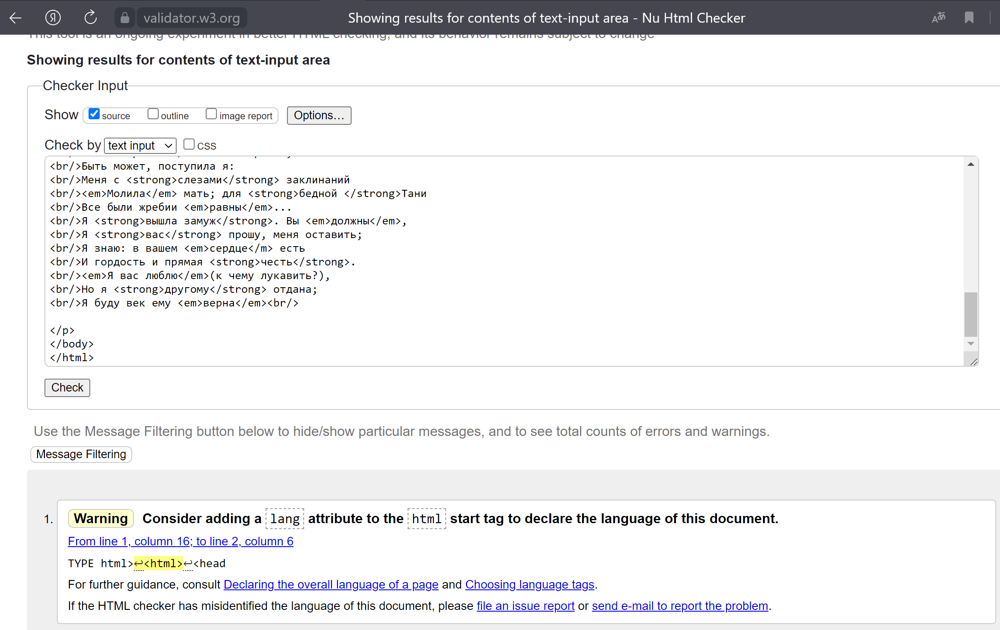 validator.w3.org
Showing results for contents of text-input area - Nu Html Checker
This tool is an ongoing experiment in better HTML checking, and its behavior remains subject to change
Showing results for contents of text-input area
Checker Input
Show source outline image report Options...
Check by text input CSS
<br/>Быть может, поступила я:
<br/>Меня с <strong>слезами</strong> заклинаний
<br/><em>Молила</em> мать; для <strong>бедной </strong>Тани
<br/>Все были жребии <em>равны</em>...
<br/>Я <strong>вышла замуж</strong>. Вы <em>должны</em>,
<br/>Я <strong>вас</strong> прошу, меня оставить;
<br/>Я знаю: в вашем <em>сердце</m> есть
<br/>И гордость и прямая <strong>честь</strong>.
<br/><em>Я вас люблю</em>(к чему лукавить?),
<br/>Но я <strong>другому</strong> отдана;
<br/>Я буду век ему <em>верна</em><br/>
</p>
</body>
</html>
Check
Use the Message Filtering button below to hide/show particular messages, and to see total counts of errors and warnings.
Message Filtering
1. Warning Consider adding a lang attribute to the html start tag to declare the language of this document.
From line 1, column 16; to line 2, column 6
TYPE html>↩<html>↩<head
For further guidance, consult Declaring the overall language of a page and Choosing language tags.
If the HTML checker has misidentified the language of this document, please file an issue report or send e-mail to report the problem.